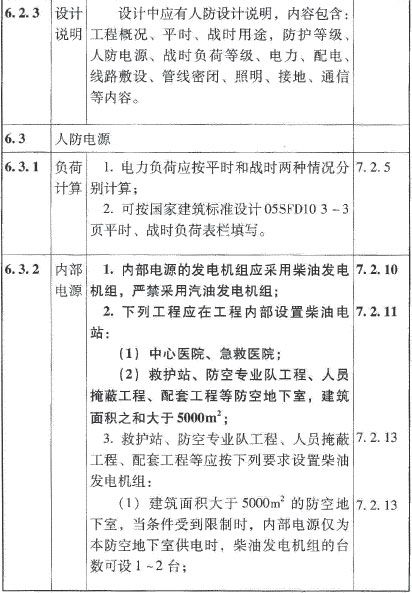 6.2.3 设计 设计中应有人防设计说明，内容包含：
说明 工程概况、平时、战时用途，防护等级、
人防电源、战时负荷等级、电力、配电、
线路敷设、管线密闭、照明、接地、通信
等内容。
6.3 人防电源
6.3.1 负荷 1. 电力负荷应按平时和战时两种情况分 7.2.5
计算 别计算；
2. 可按国家建筑标准设计 05SFD10 3－3
页平时、战时负荷表栏填写。
6.3.2 内部 1. 内部电源的发电机组应采用柴油发电 7.2.10
电源 机组，严禁采用汽油发电机组；
2. 下列工程应在工程内部设置柴油电 7.2.11
站：
（1）中心医院、急救医院；
（2）救护站、防空专业队工程、人员
掩蔽工程、配套工程等防空地下室，建筑
面积之和大于 5000m²；
3. 救护站、防空专业队工程、人员掩蔽 7.2.13
工程、配套工程等应按下列要求设置柴油
发电机组：
（1）建筑面积大于 5000m² 的防空地 7.2.13
下室，当条件受到限制时，内部电源仅为
本防空地下室供电时，柴油发电机组的台
数可设 1~2 台；